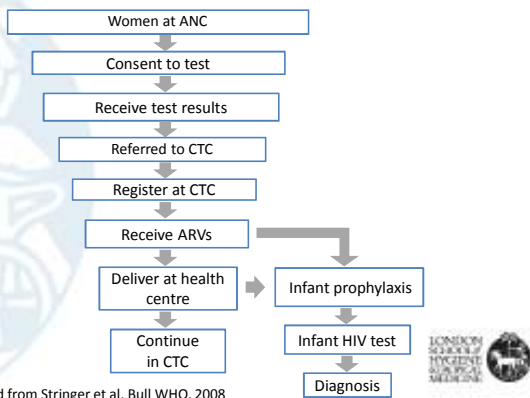 Women at ANC
Consent to test
Receive test results
Referred to CTC
Register at CTC
Receive ARVs
Deliver at health
centre
Infant prophylaxis
Continue
in CTC
Infant HIV test
Diagnosis
LONDON
SCHOOL of
HYGIENE
&TROPICAL
MEDICINE
d from Stringer et al. Bull WHO, 2008